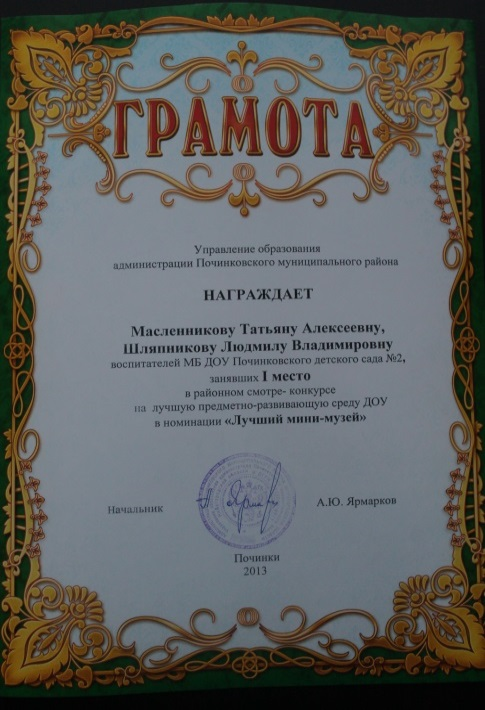 ГРАМОТА
Управление образования
администрации Починковского муниципального района
НАГРАЖДАЕТ
Масленникову Татьяну Алексеевну,
Шляпникову Людмилу Владимировну
воспитателей МБ ДОУ Починковского детского сада №2,
занявших I место
в районном смотре- конкурсе
на лучшую предметно-развивающую среду ДОУ
в номинации «Лучший мини-музей»
Начальник А.Ю. Ярмарков
Починки
2013